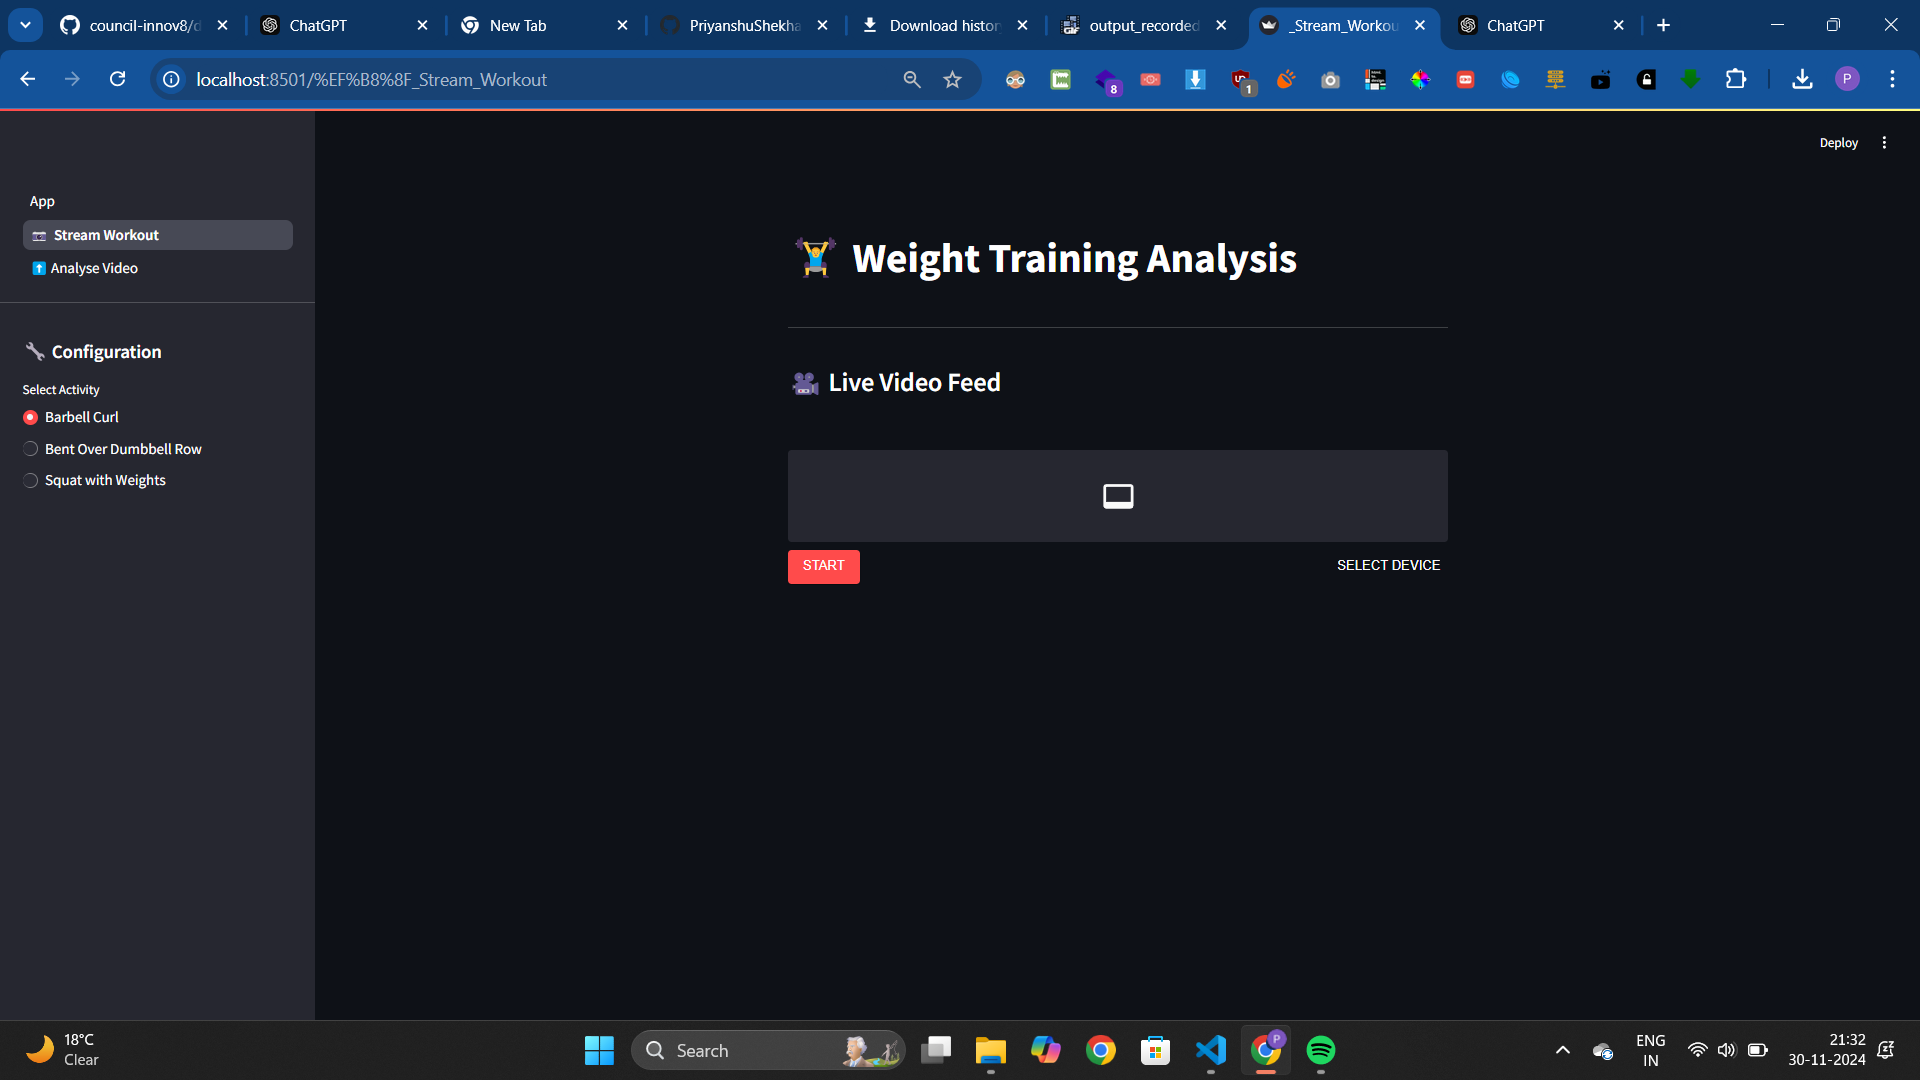 council-innov8/d
ChatGPT
New Tab
PriyanshuShekha
Download histor
output_recorded
_Stream_Workou
ChatGPT
localhost:8501/%EF%B8%8F_Stream_Workout
8
1
P
Deploy
App
Stream Workout
Analyse Video
Configuration
Select Activity
Barbell Curl
Bent Over Dumbbell Row
Squat with Weights
Weight Training Analysis
Live Video Feed
START
SELECT DEVICE
18°C
Clear
Search
P
ENG
IN
21:32
30-11-2024